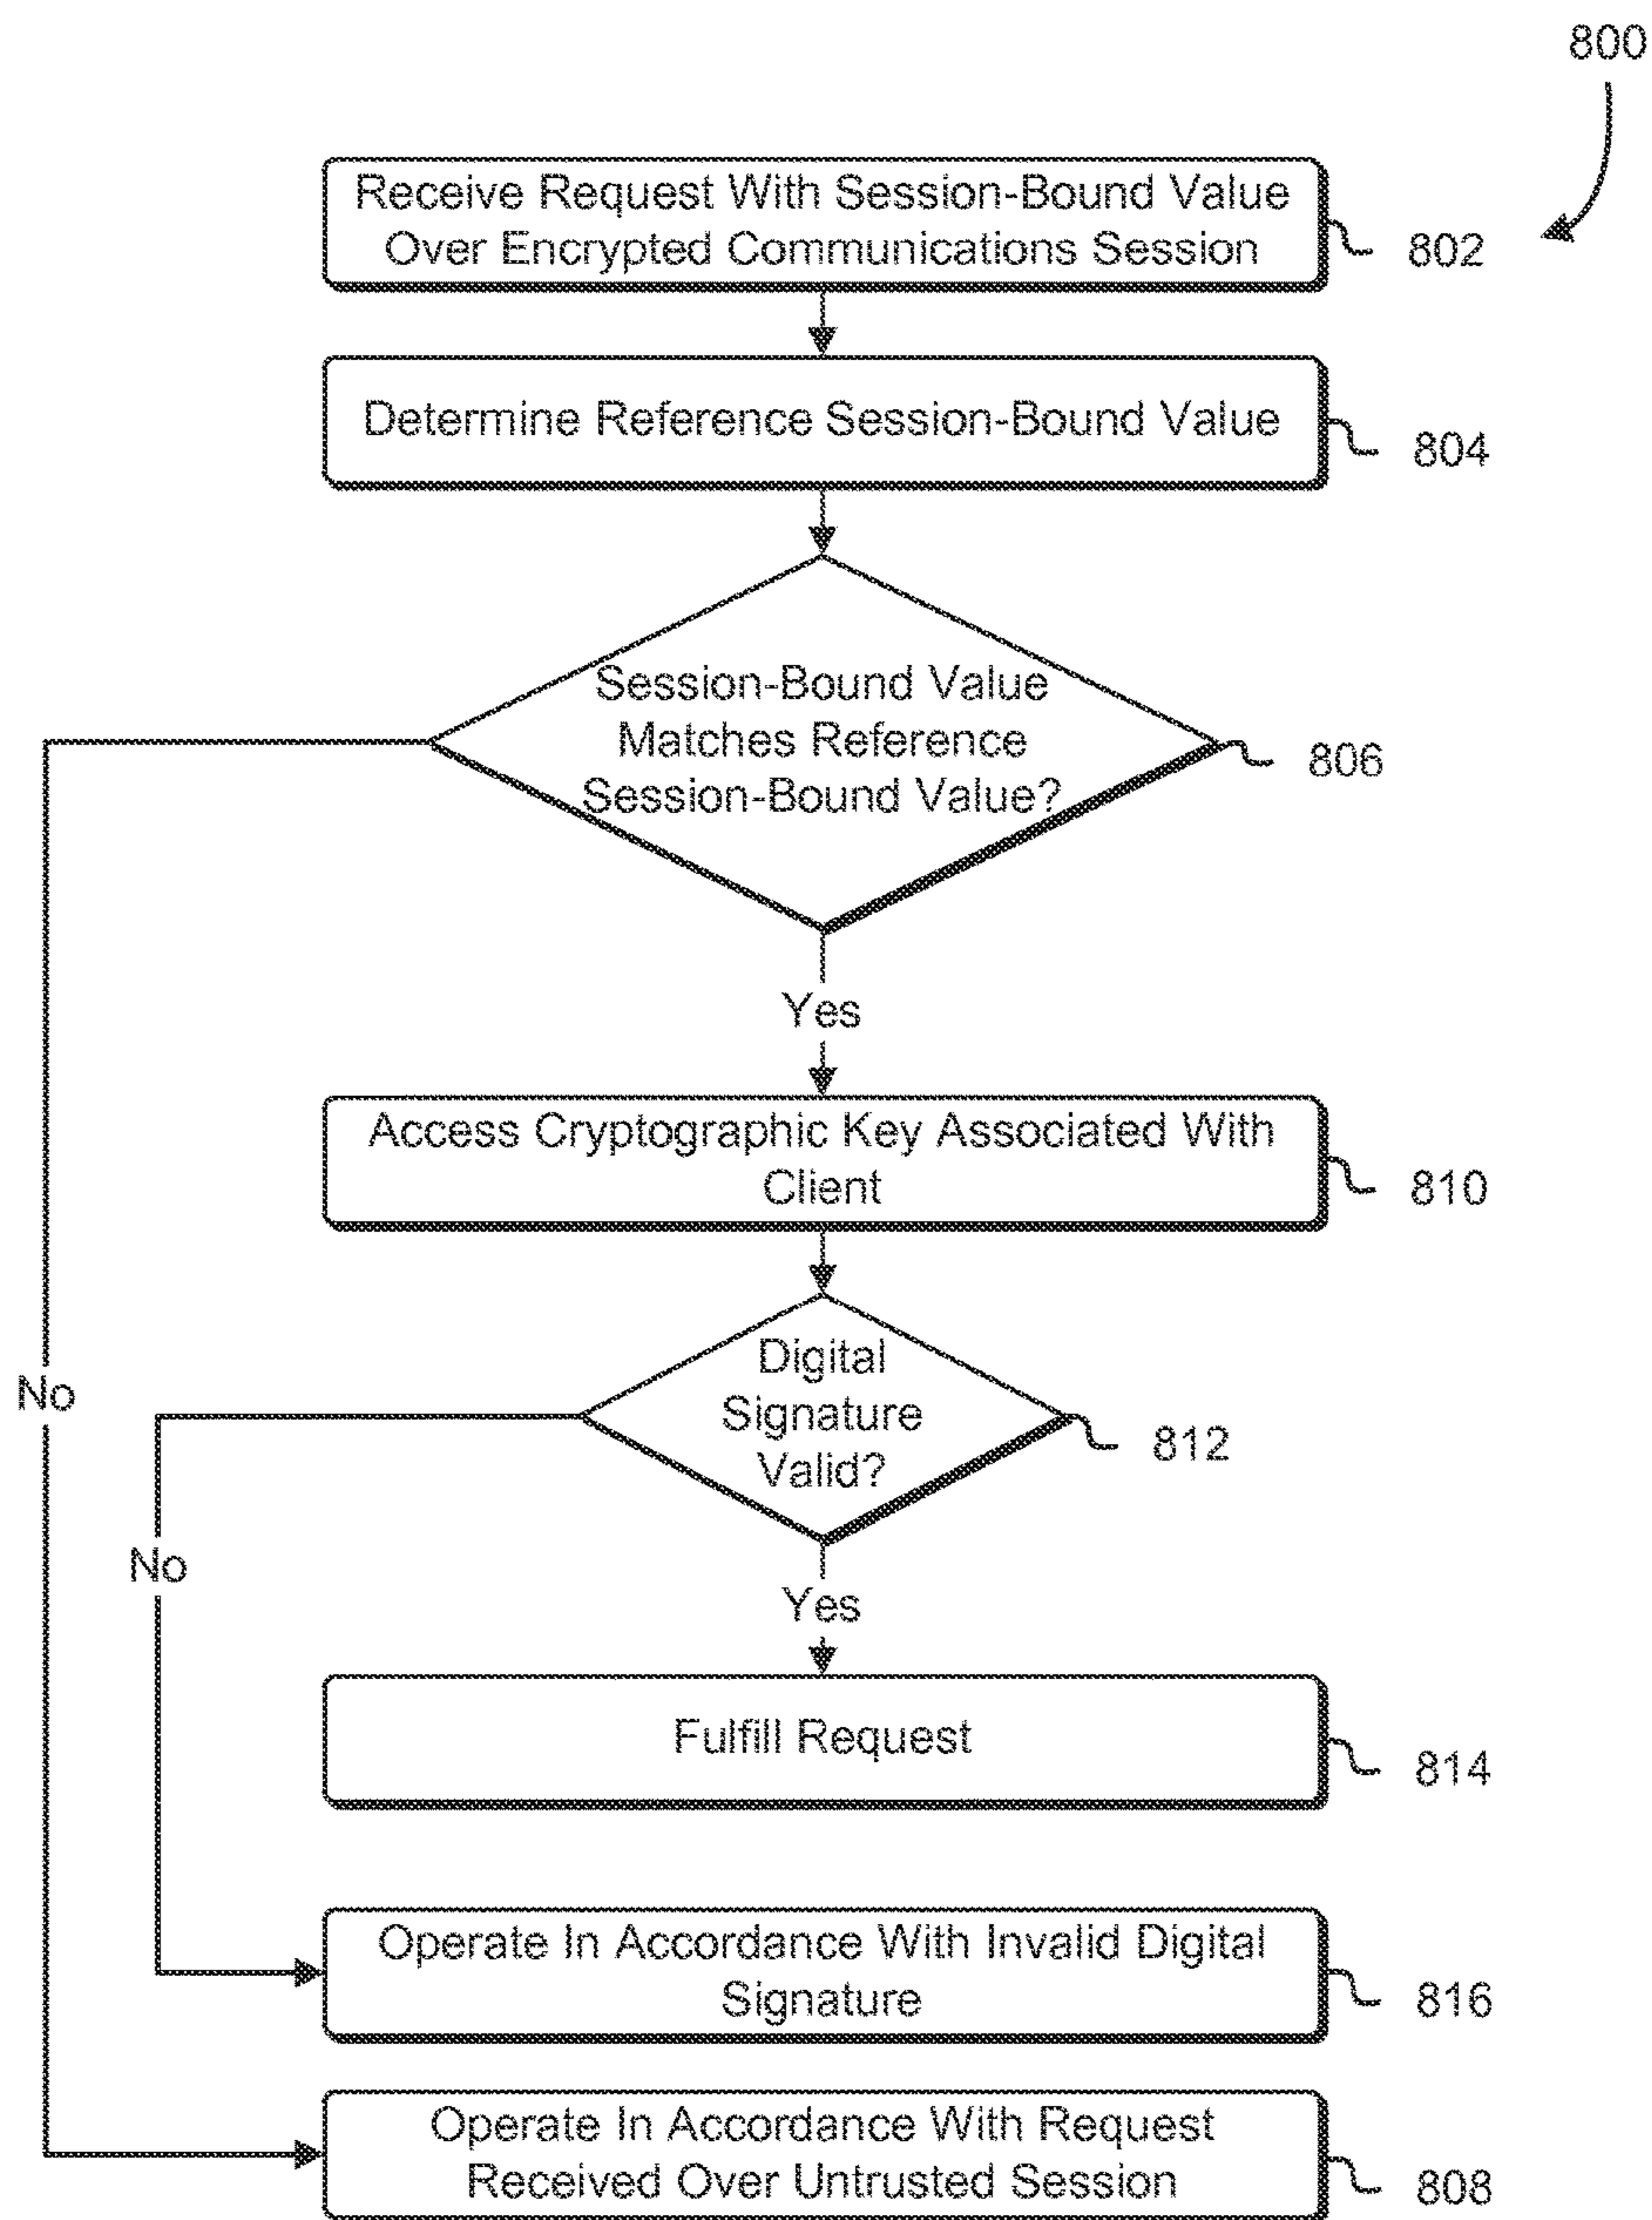 800
Receive Request With Session-Bound Value
Over Encrypted Communications Session
802
Determine Reference Session-Bound Value
804
Session-Bound Value
Matches Reference
Session-Bound Value?
806
Yes
Access Cryptographic Key Associated With
Client
810
Digital
Signature
Valid?
812
No
No
Yes
Fulfill Request
814
Operate In Accordance With Invalid Digital
Signature
816
Operate In Accordance With Request
Received Over Untrusted Session
808